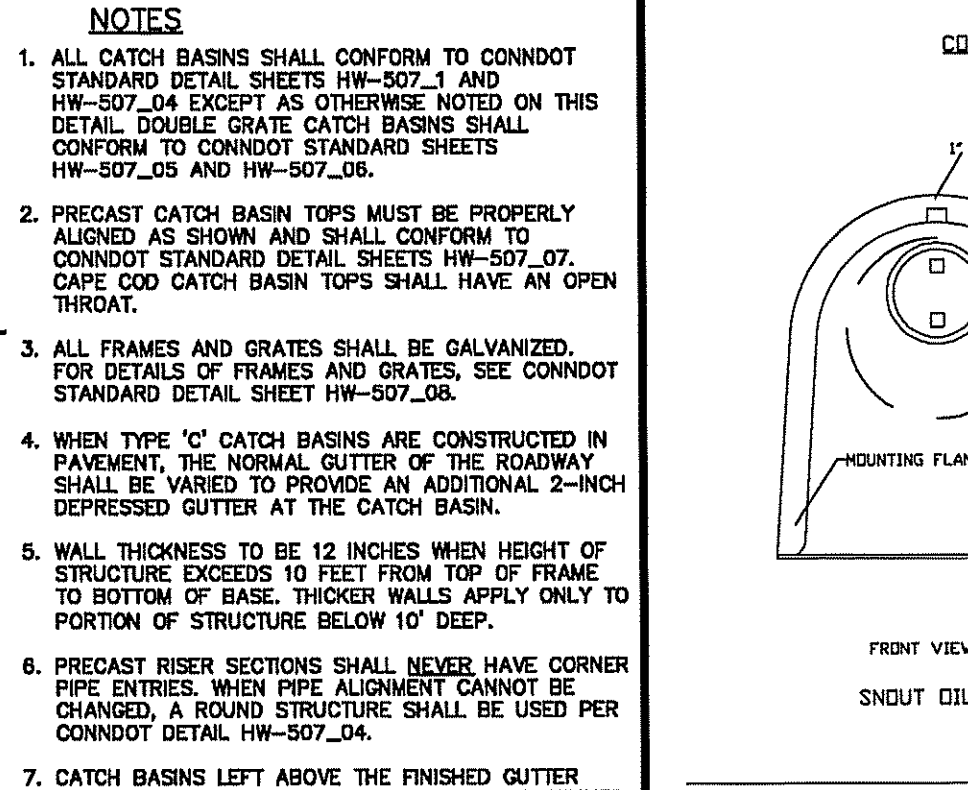 NOTES
1. ALL CATCH BASINS SHALL CONFORM TO CONNDOT
STANDARD DETAIL SHEETS HW-507_1 AND
HW-507_04 EXCEPT AS OTHERWISE NOTED ON THIS
DETAIL. DOUBLE GRATE CATCH BASINS SHALL
CONFORM TO CONNDOT STANDARD SHEETS
HW-507_05 AND HW-507_06.
2. PRECAST CATCH BASIN TOPS MUST BE PROPERLY
ALIGNED AS SHOWN AND SHALL CONFORM TO
CONNDOT STANDARD DETAIL SHEETS HW-507_07.
CAPE COD CATCH BASIN TOPS SHALL HAVE AN OPEN
THROAT.
3. ALL FRAMES AND GRATES SHALL BE GALVANIZED.
FOR DETAILS OF FRAMES AND GRATES, SEE CONNDOT
STANDARD DETAIL SHEET HW-507_08.
4. WHEN TYPE 'C' CATCH BASINS ARE CONSTRUCTED IN
PAVEMENT, THE NORMAL GUTTER OF THE ROADWAY
SHALL BE VARIED TO PROVIDE AN ADDITIONAL 2-INCH
DEPRESSED GUTTER AT THE CATCH BASIN.
5. WALL THICKNESS TO BE 12 INCHES WHEN HEIGHT OF
STRUCTURE EXCEEDS 10 FEET FROM TOP OF FRAME
TO BOTTOM OF BASE. THICKER WALLS APPLY ONLY TO
PORTION OF STRUCTURE BELOW 10' DEEP.
6. PRECAST RISER SECTIONS SHALL NEVER HAVE CORNER
PIPE ENTRIES. WHEN PIPE ALIGNMENT CANNOT BE
CHANGED, A ROUND STRUCTURE SHALL BE USED PER
CONNDOT DETAIL HW-507_04.
7. CATCH BASINS LEFT ABOVE THE FINISHED GUTTER
CO
1"
MOUNTING FLAN
FRONT VIEW
SNOUT OIL